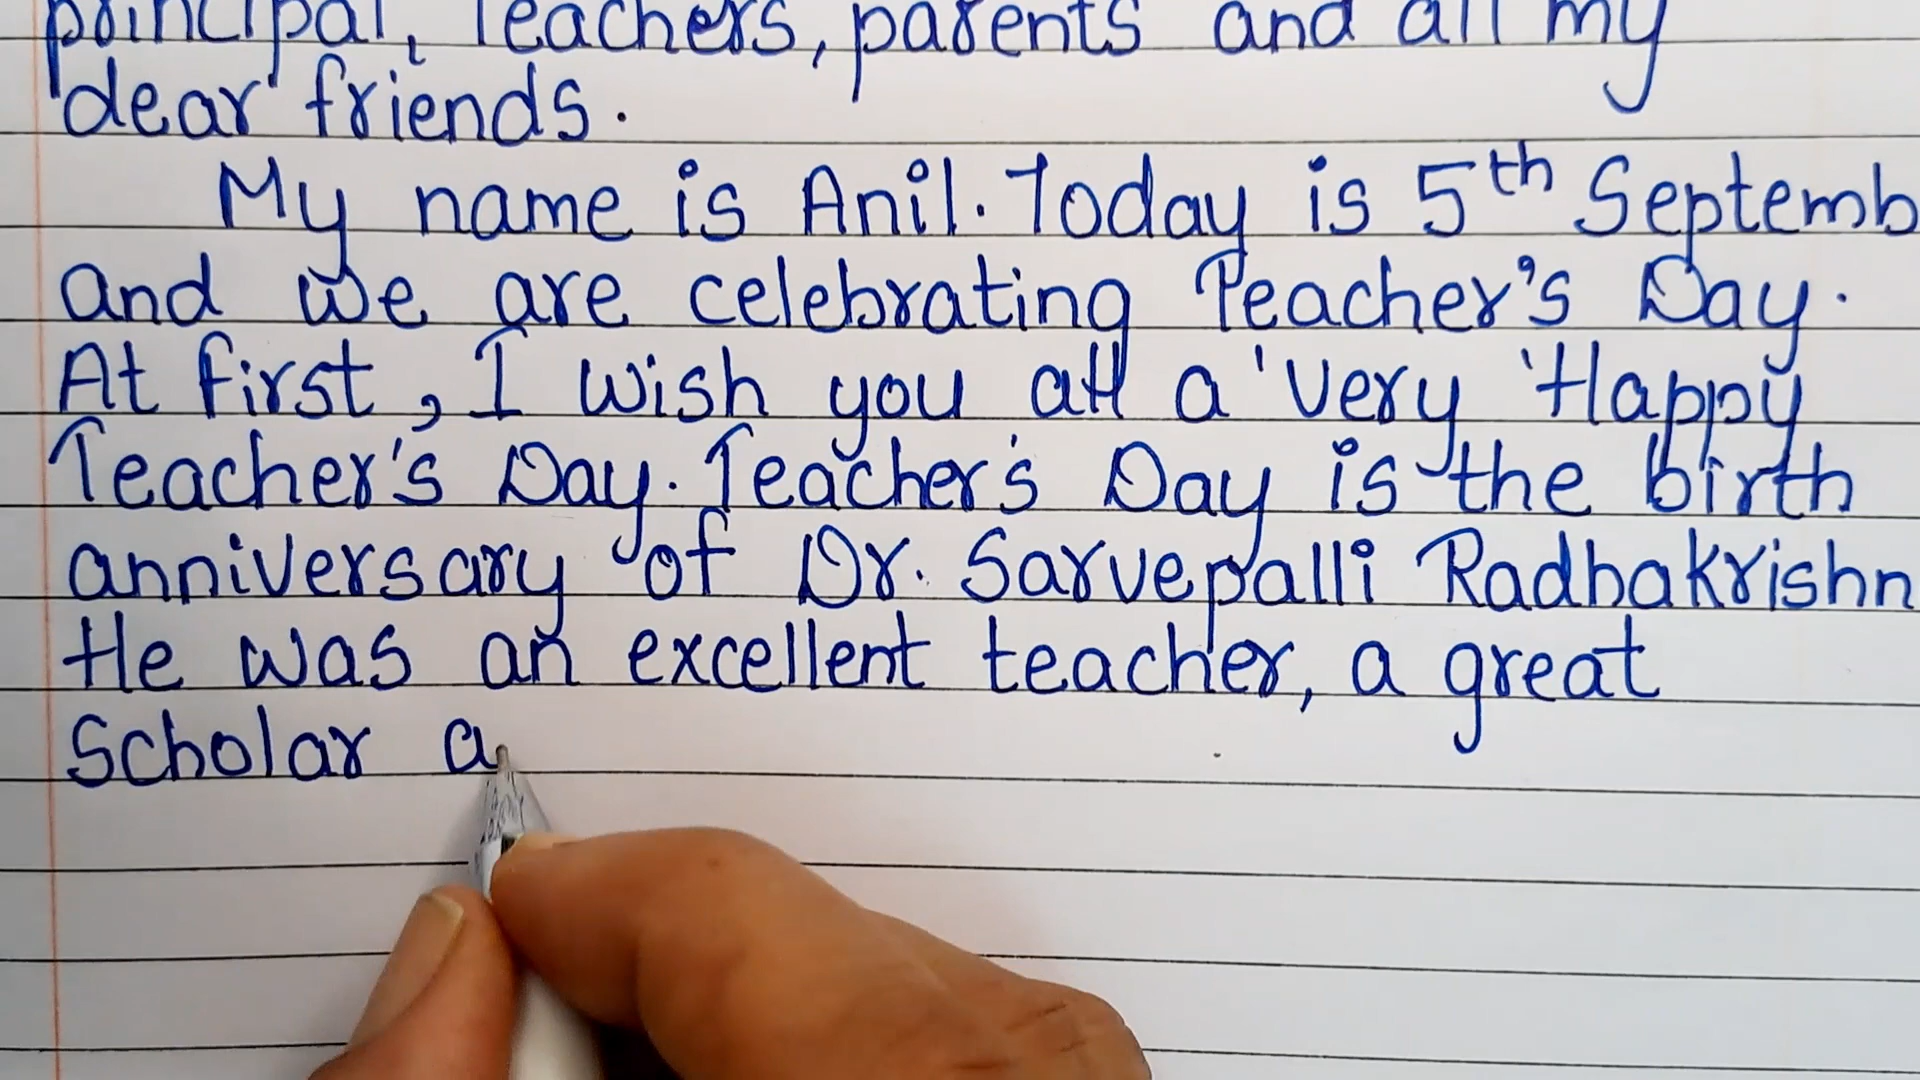 principal, Teachers, parents and all my
dear friends.
My name is Anil. Today is 5th Septemb
and we are celebrating Teacher's Day.
At first, I wish you all a very Happy
Teacher's Day. Teacher's Day is the birth
anniversary of Dr. Sarvepalli Radhakrishn
He was an excellent teacher, a great
Scholar a